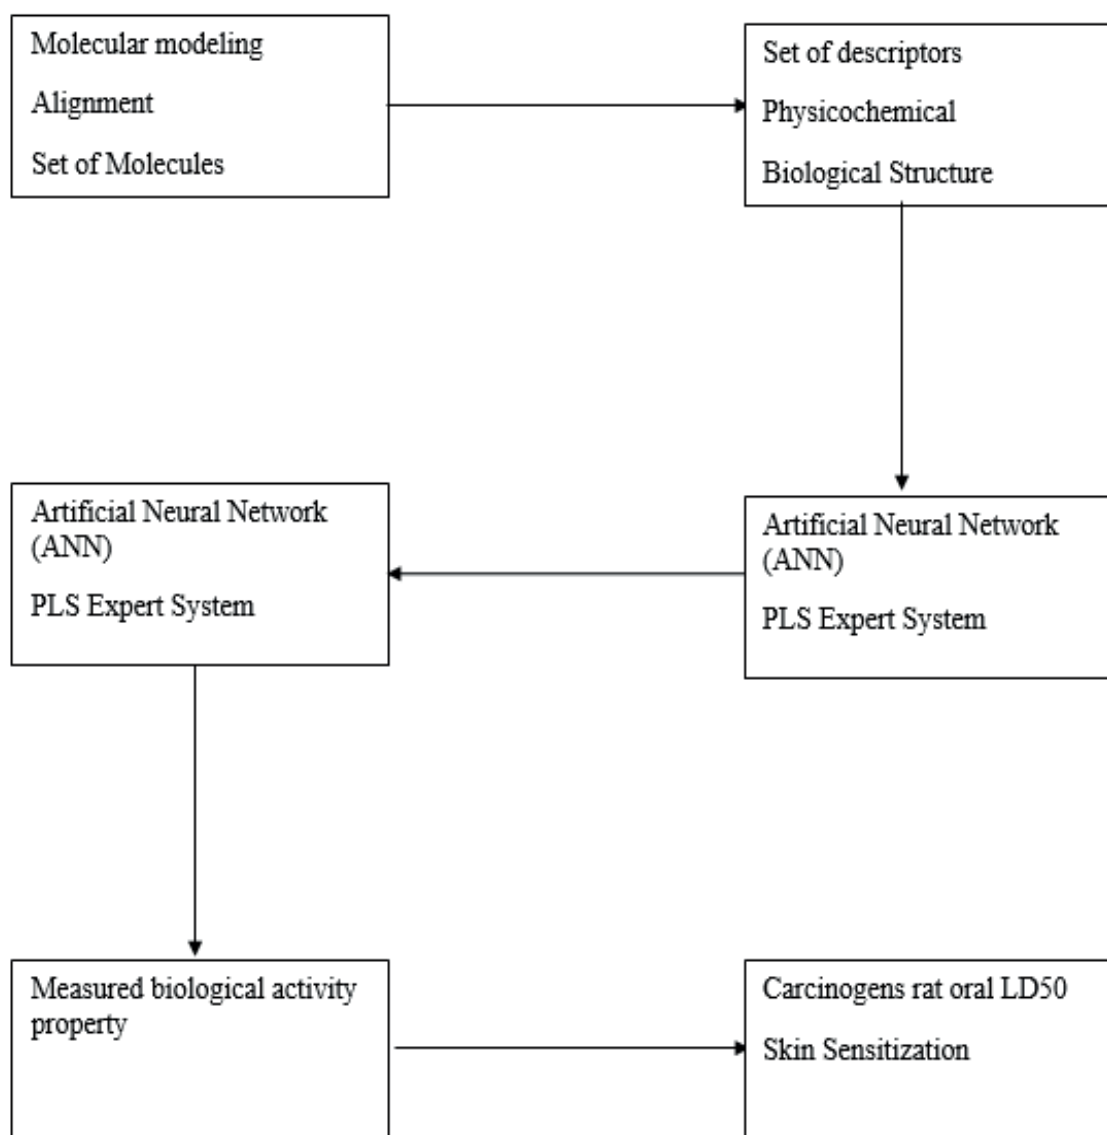 Molecular modeling
Alignment
Set of Molecules
Set of descriptors
Physicochemical
Biological Structure
Artificial Neural Network
(ANN)
PLS Expert System
Artificial Neural Network
(ANN)
PLS Expert System
Measured biological activity
property
Carcinogens rat oral LD50
Skin Sensitization